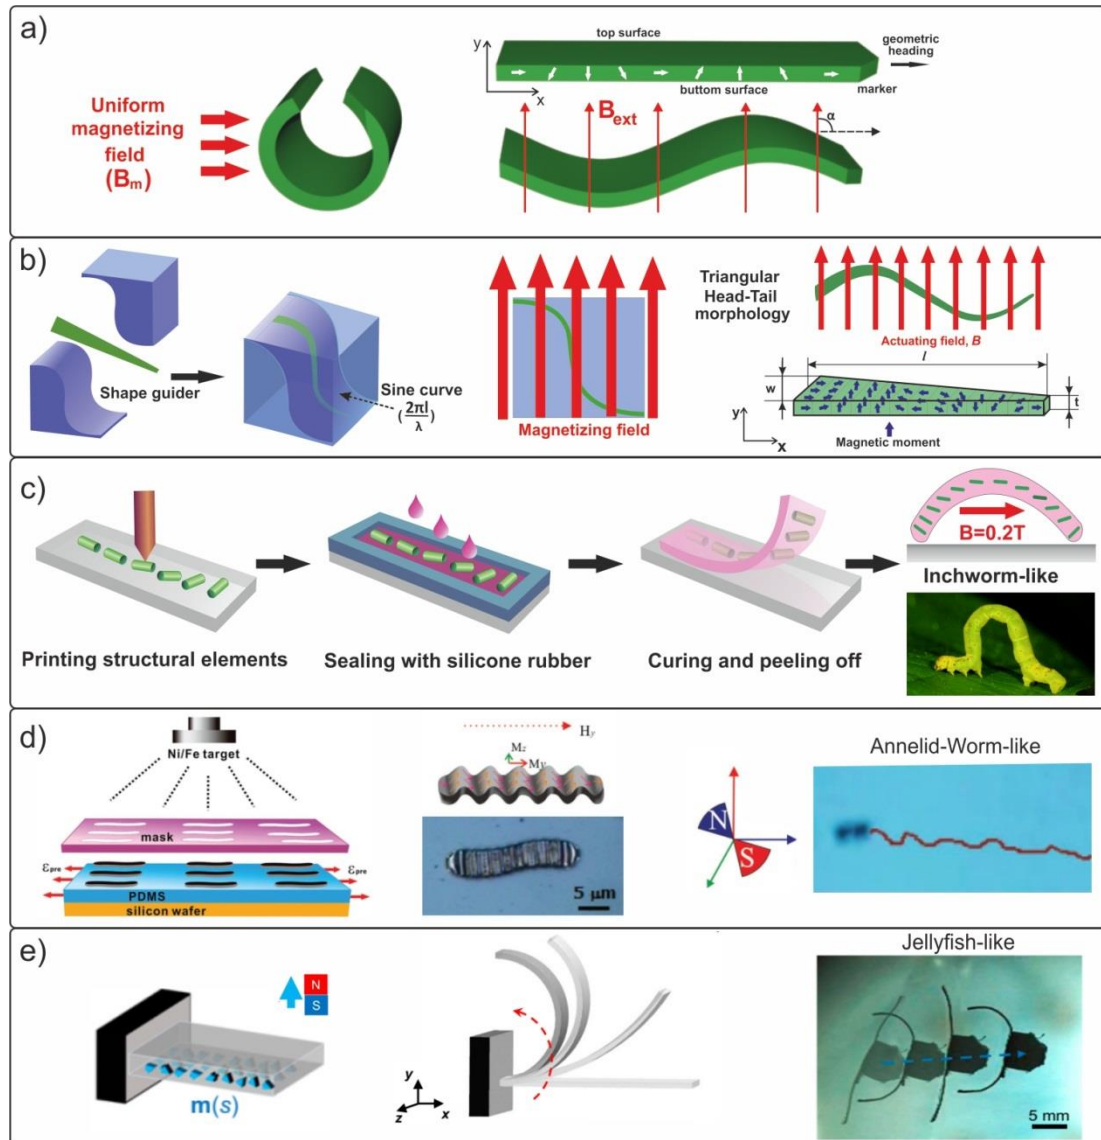 a)
Uniform
magnetizing
field
(Bm)
top surface
y
x
buttom surface
geometric
heading
marker
Bext
α
b)
Shape guider
Sine curve
(2πl/λ)
Magnetizing field
Triangular
Head-Tail
morphology
Actuating field, B
l
w
t
y
x
Magnetic moment
c)
Printing structural elements
Sealing with silicone rubber
Curing and peeling off
B=0.2T
Inchworm-like
d)
Ni/Fe target
mask
εpre
εpre
PDMS
silicon wafer
Hy
Mz
My
5 μm
N
S
Annelid-Worm-like
e)
N
S
m(s)
y
z
x
Jellyfish-like
5 mm